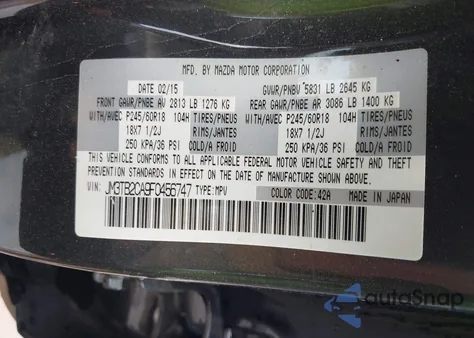 MFD. BY MAZDA MOTOR CORPORATION
DATE 02/15 GVWR/PNBV 5831 LB 2645 KG
FRONT GAWR/PNBE AV 2813 LB 1276 KG REAR GAWR/PNBE AR 3086 LB 1400 KG
WITH/AVEC P245/60R18 104H TIRES/PNEUS WITH/AVEC P245/60R18 104H TIRES/PNEUS
18X7 1/2J RIMS/JANTES 18X7 1/2J RIMS/JANTES
250 KPA/36 PSI COLD/A FROID 250 KPA/36 PSI COLD/A FROID
THIS VEHICLE CONFORMS TO ALL APPLICABLE FEDERAL MOTOR VEHICLE SAFETY AND THEFT PREVENTION STANDARDS IN EFFECT ON THE DATE OF MANUFACTURE SHOWN ABOVE.
VIN: JM3TB2CA9F0456747 TYPE: MPV COLOR CODE: 42A MADE IN JAPAN
autoSnap